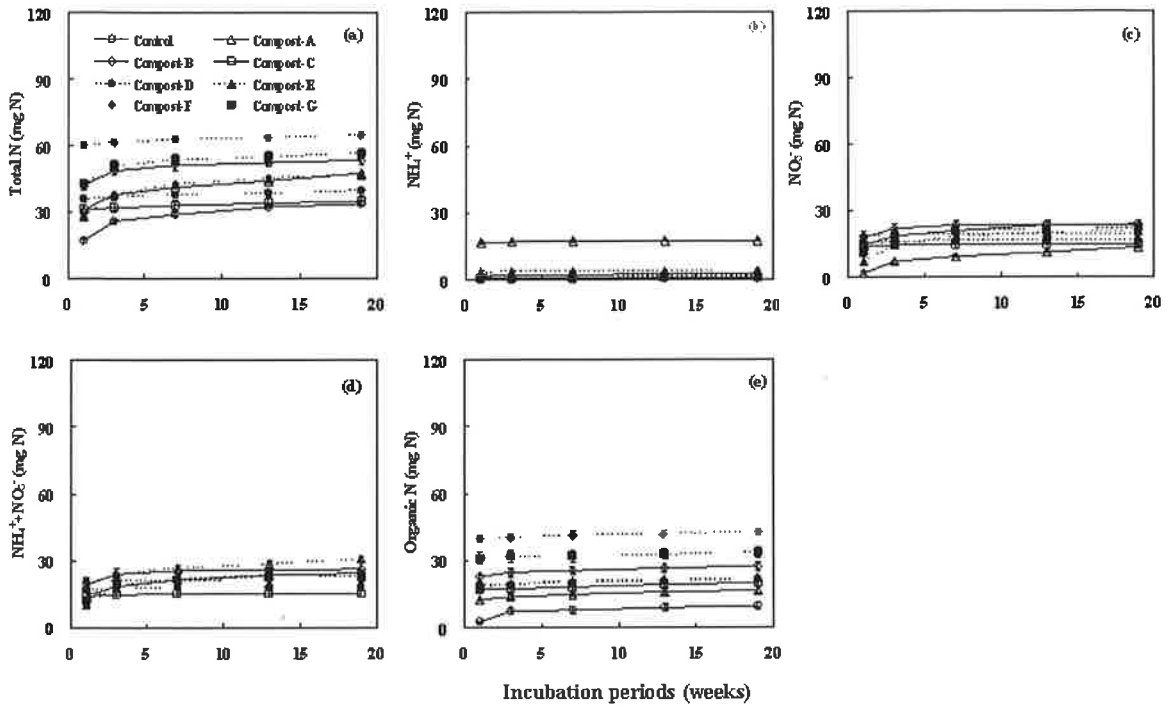 120
90
60
30
0
0 5 10 15 20
Total N (mg N)
(a)
Control
Compost-A
Compost-B
Compost-C
Compost-D
Compost-E
Compost-F
Compost-G
120
90
60
30
0
0 5 10 15 20
NH₄⁺ (mg N)
(b)
120
90
60
30
0
0 5 10 15 20
NO₃⁻ (mg N)
(c)
120
90
60
30
0
0 5 10 15 20
NH₄⁺+NO₃⁻ (mg N)
(d)
120
90
60
30
0
0 5 10 15 20
Organic N (mg N)
(e)
Incubation periods (weeks)